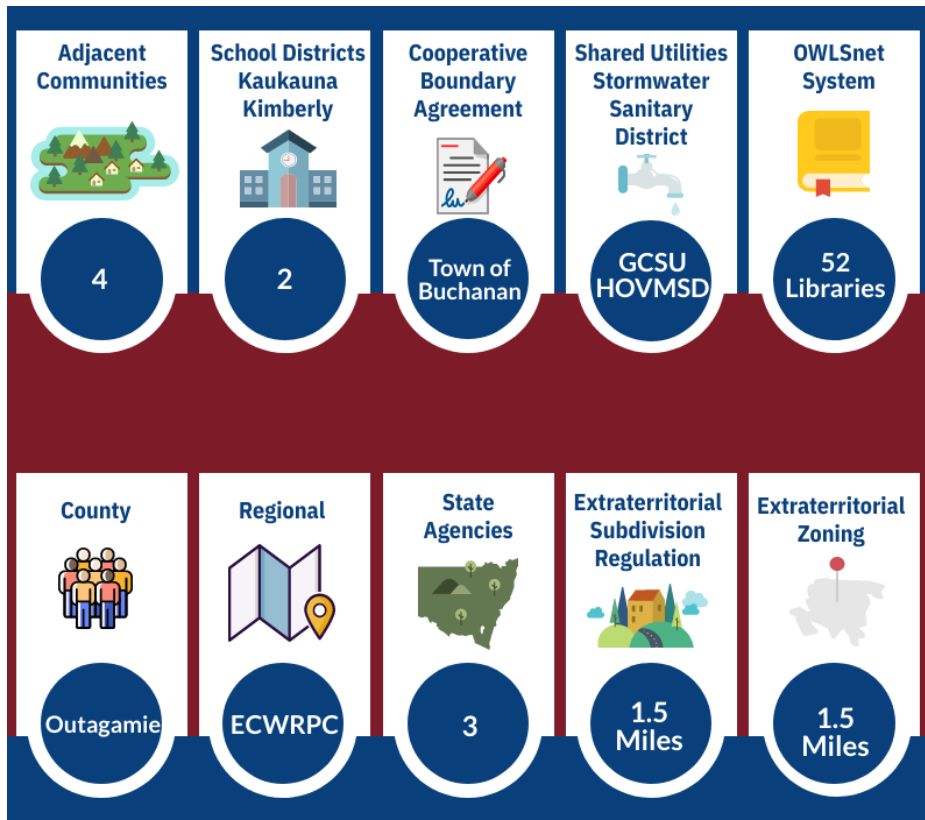 Adjacent
Communities
4
School Districts
Kaukauna
Kimberly
2
Cooperative
Boundary
Agreement
Town of
Buchanan
Shared Utilities
Stormwater
Sanitary
District
GCSU
HOVMSD
OWLSnet
System
52
Libraries
County
Outagamie
Regional
ECWRPC
State
Agencies
3
Extraterritorial
Subdivision
Regulation
1.5
Miles
Extraterritorial
Zoning
1.5
Miles